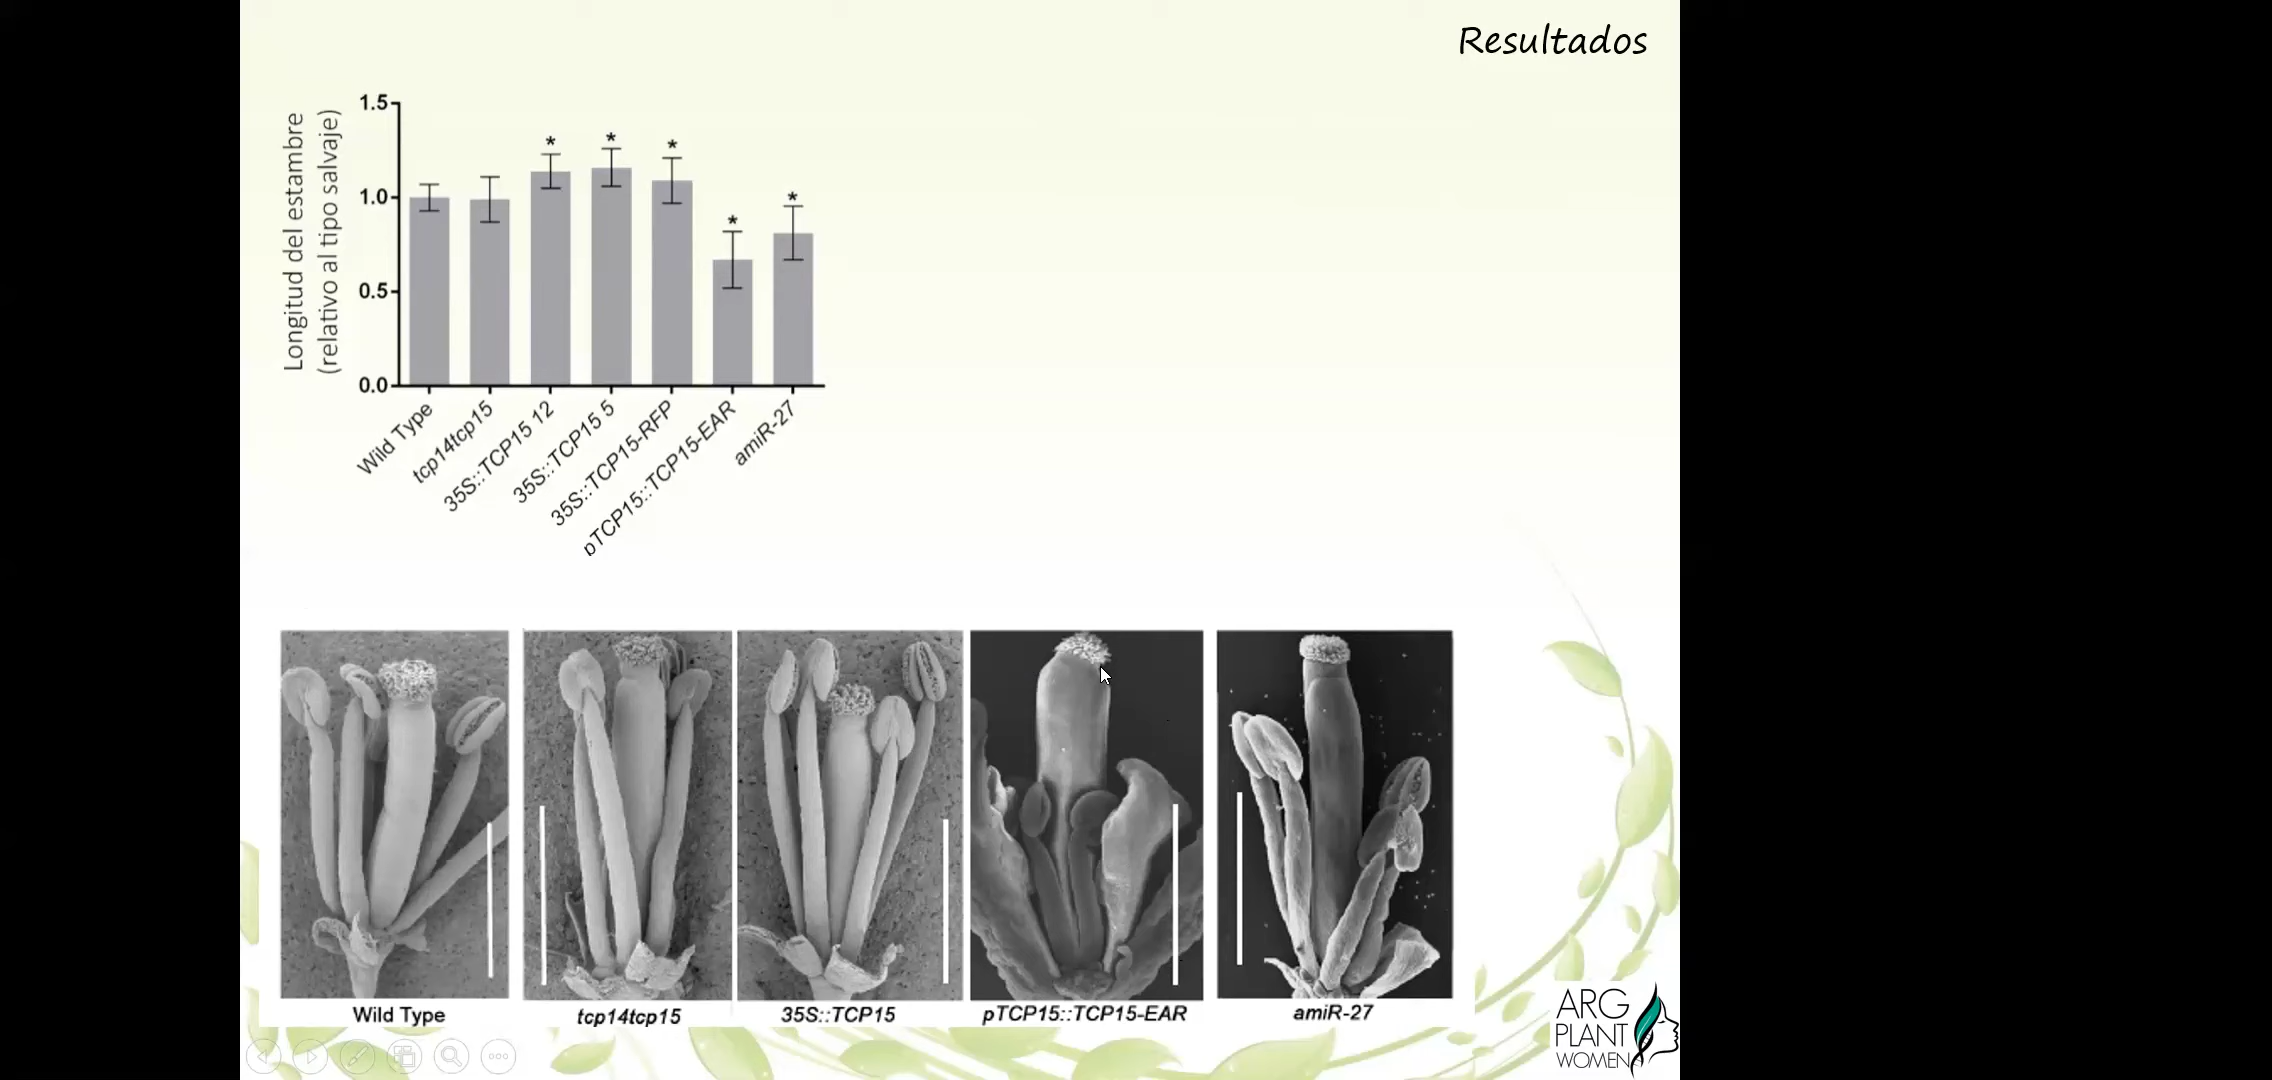 Resultados
Longitud del estambre
(relativo al tipo salvaje)
1.5
1.0
0.5
0.0
*
*
*
*
*
Wild Type
tcp14tcp15
35S::TCP15 12
35S::TCP15 5
35S::TCP15-RFP
pTCP15::TCP15-EAR
amiR-27
Wild Type
tcp14tcp15
35S::TCP15
pTCP15::TCP15-EAR
amiR-27
ARG
PLANT
WOMEN